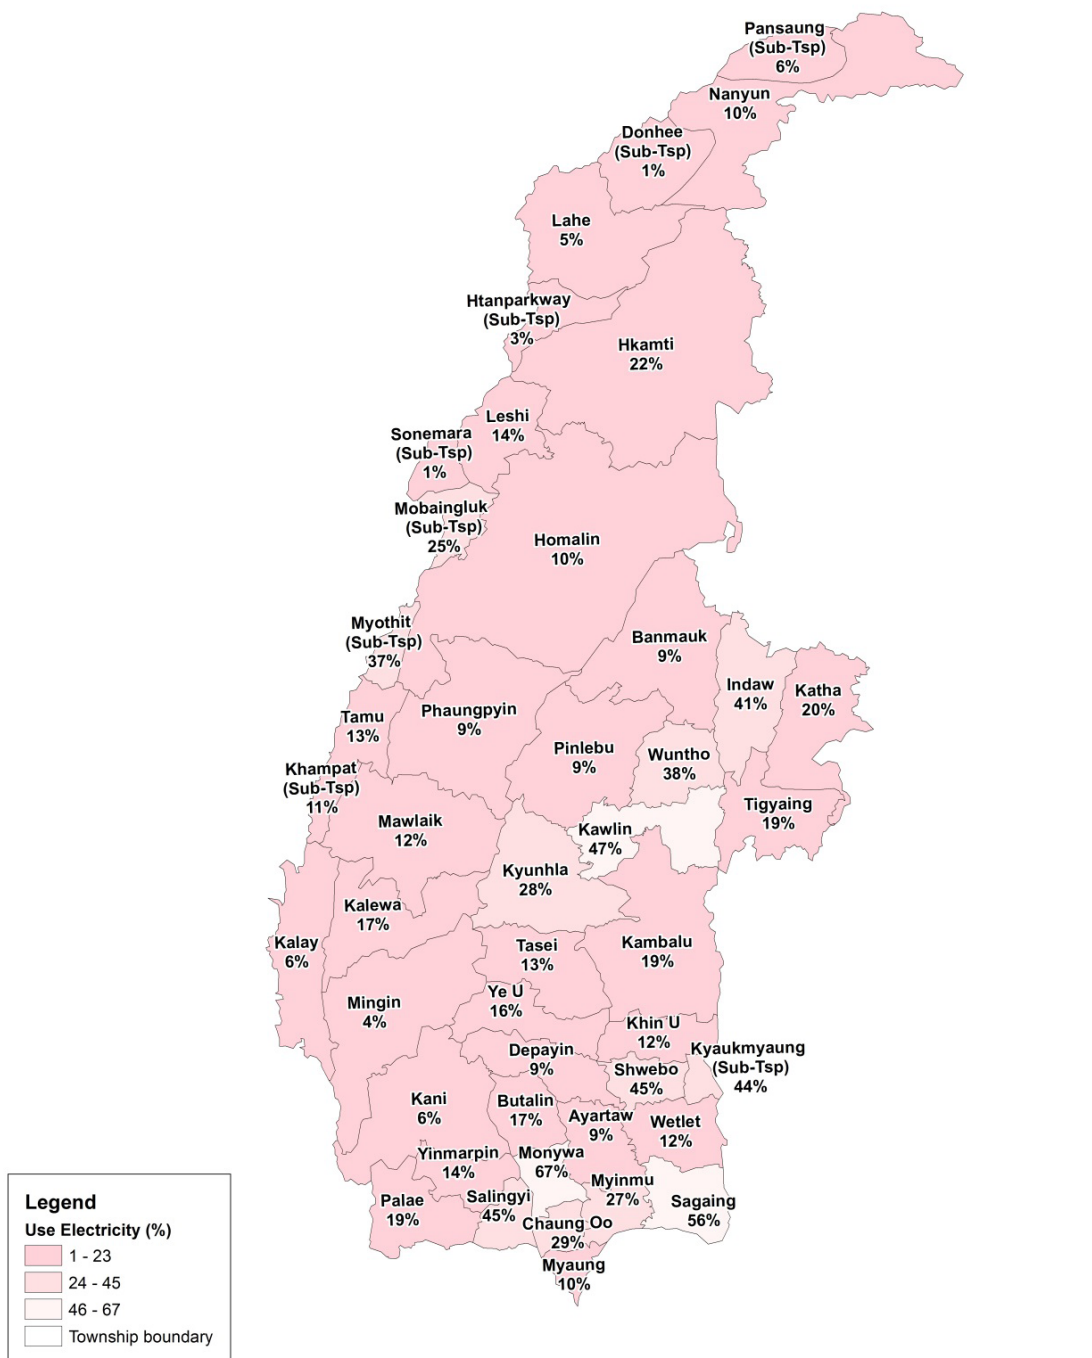 Pansaung
(Sub-Tsp)
6%
Nanyun
10%
Donhee
(Sub-Tsp)
1%
Lahe
5%
Htanparkway
(Sub-Tsp)
3%
Hkamti
22%
Leshi
14%
Sonemara
(Sub-Tsp)
1%
Mobaingluk
(Sub-Tsp)
25%
Homalin
10%
Myothit
(Sub-Tsp)
37%
Banmauk
9%
Indaw
41%
Katha
20%
Tamu
13%
Phaungpyin
9%
Pinlebu
9%
Wuntho
38%
Khampat
(Sub-Tsp)
11%
Mawlaik
12%
Kawlin
47%
Tigyaing
19%
Kyunhla
28%
Kalewa
17%
Kalay
6%
Tasei
13%
Kambalu
19%
Mingin
4%
Ye U
16%
Khin U
12%
Depayin
9%
Shwebo
45%
Kyaukmyaung
(Sub-Tsp)
44%
Kani
6%
Butalin
17%
Ayartaw
9%
Wetlet
12%
Yinmarpin
14%
Monywa
67%
Myinmu
27%
Palae
19%
Salingyi
45%
Sagaing
56%
Chaung Oo
29%
Myaung
10%
Legend
Use Electricity (%)
1 - 23
24 - 45
46 - 67
Township boundary